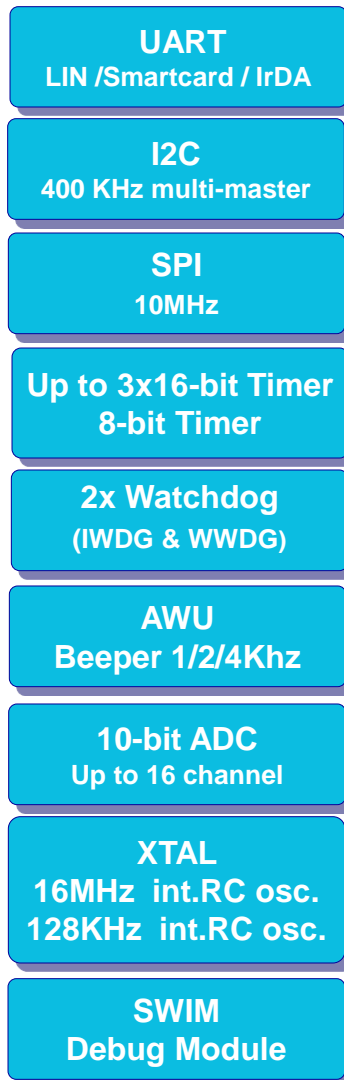 UART
LIN /Smartcard / IrDA
I2C
400 KHz multi-master
SPI
10MHz
Up to 3x16-bit Timer
8-bit Timer
2x Watchdog
(IWDG & WWDG)
AWU
Beeper 1/2/4Khz
10-bit ADC
Up to 16 channel
XTAL
16MHz  int.RC osc.
128KHz  int.RC osc.
SWIM
Debug Module